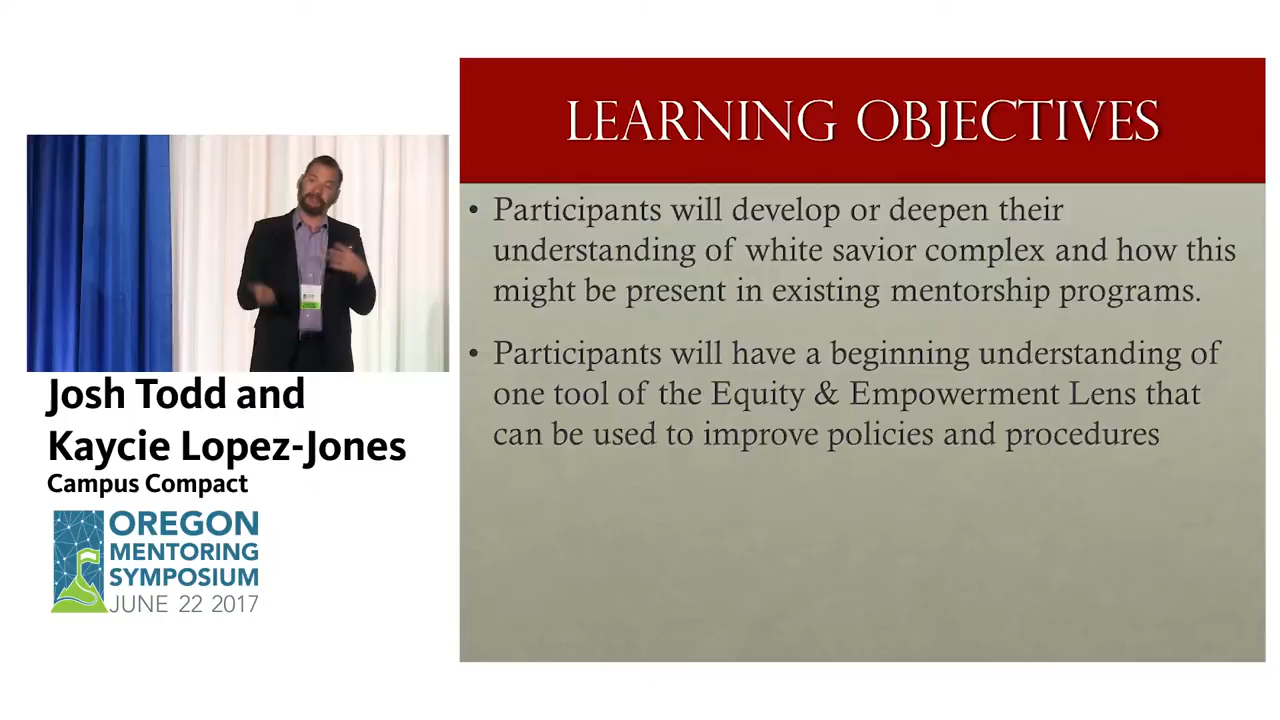 LEARNING OBJECTIVES
• Participants will develop or deepen their
understanding of white savior complex and how this
might be present in existing mentorship programs.
• Participants will have a beginning understanding of
one tool of the Equity & Empowerment Lens that
can be used to improve policies and procedures
Josh Todd and
Kaycie Lopez-Jones
Campus Compact
OREGON
MENTORING
SYMPOSIUM
JUNE 22 2017